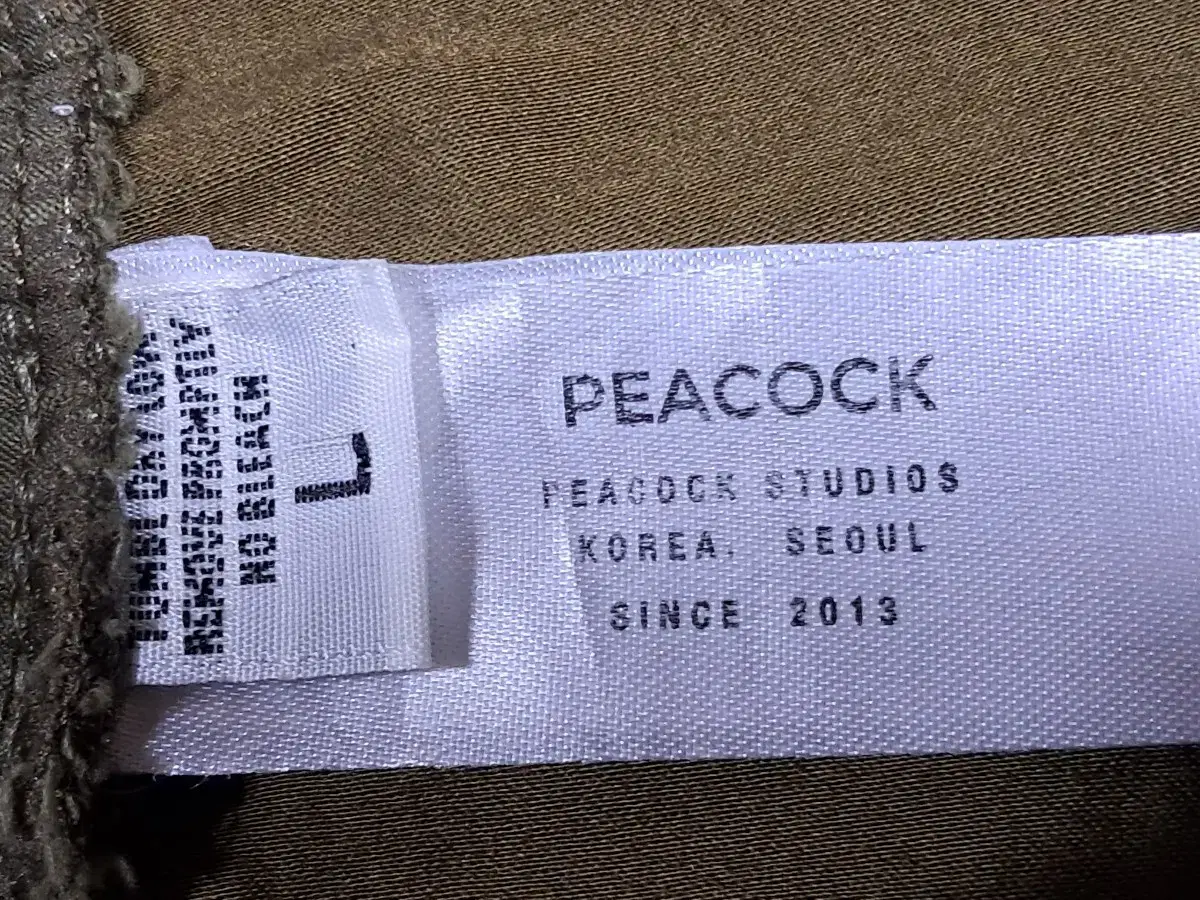 TUMBLE DRY LOW
REMOVE PROMPTLY
NO BLEACH
L
PEACOCK
PEACOCK STUDIOS
KOREA. SEOUL
SINCE 2013